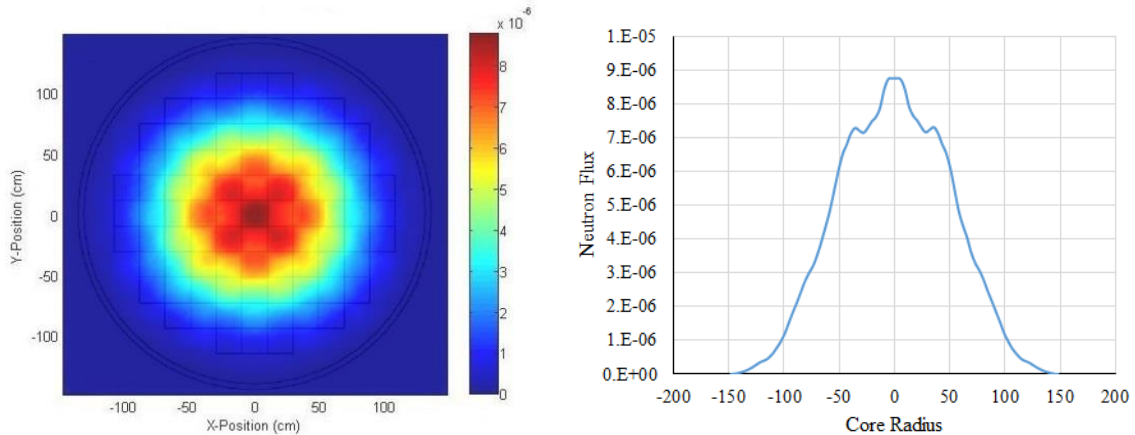 x 10⁻⁶
8
7
6
5
4
3
2
1
0
100
50
0
-50
-100
Y-Position (cm)
-100 -50 0 50 100
X-Position (cm)
1.E-05
9.E-06
8.E-06
7.E-06
6.E-06
5.E-06
4.E-06
3.E-06
2.E-06
1.E-06
0.E+00
Neutron Flux
-200 -150 -100 -50 0 50 100 150 200
Core Radius